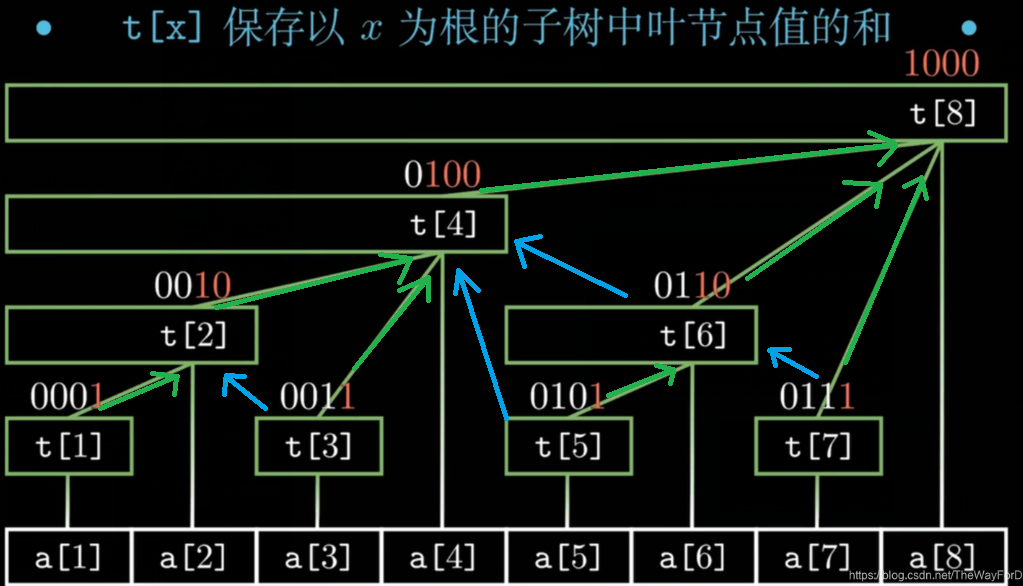 • t[x] 保存以 x 为根的子树中叶节点值的和 •
1000
t[8]
0100
t[4]
0010 0110
t[2] t[6]
0001 0011 0101 0111
t[1] t[3] t[5] t[7]
a[1] a[2] a[3] a[4] a[5] a[6] a[7] a[8]
https://blog.csdn.net/TheWayForD